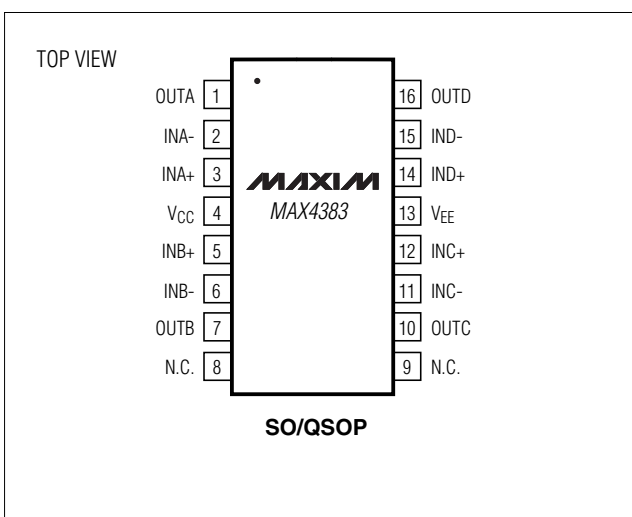 TOP VIEW
OUTA 1 16 OUTD
INA- 2 15 IND-
INA+ 3 14 IND+
MAXIM
VCC 4 MAX4383 13 VEE
INB+ 5 12 INC+
INB- 6 11 INC-
OUTB 7 10 OUTC
N.C. 8 9 N.C.
SO/QSOP